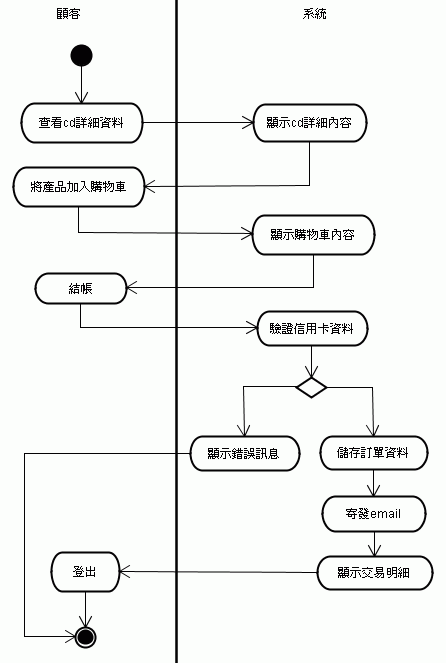 顧客
系統
查看cd詳細資料
顯示cd詳細內容
將產品加入購物車
顯示購物車內容
結帳
驗證信用卡資料
顯示錯誤訊息
儲存訂單資料
寄發email
登出
顯示交易明細